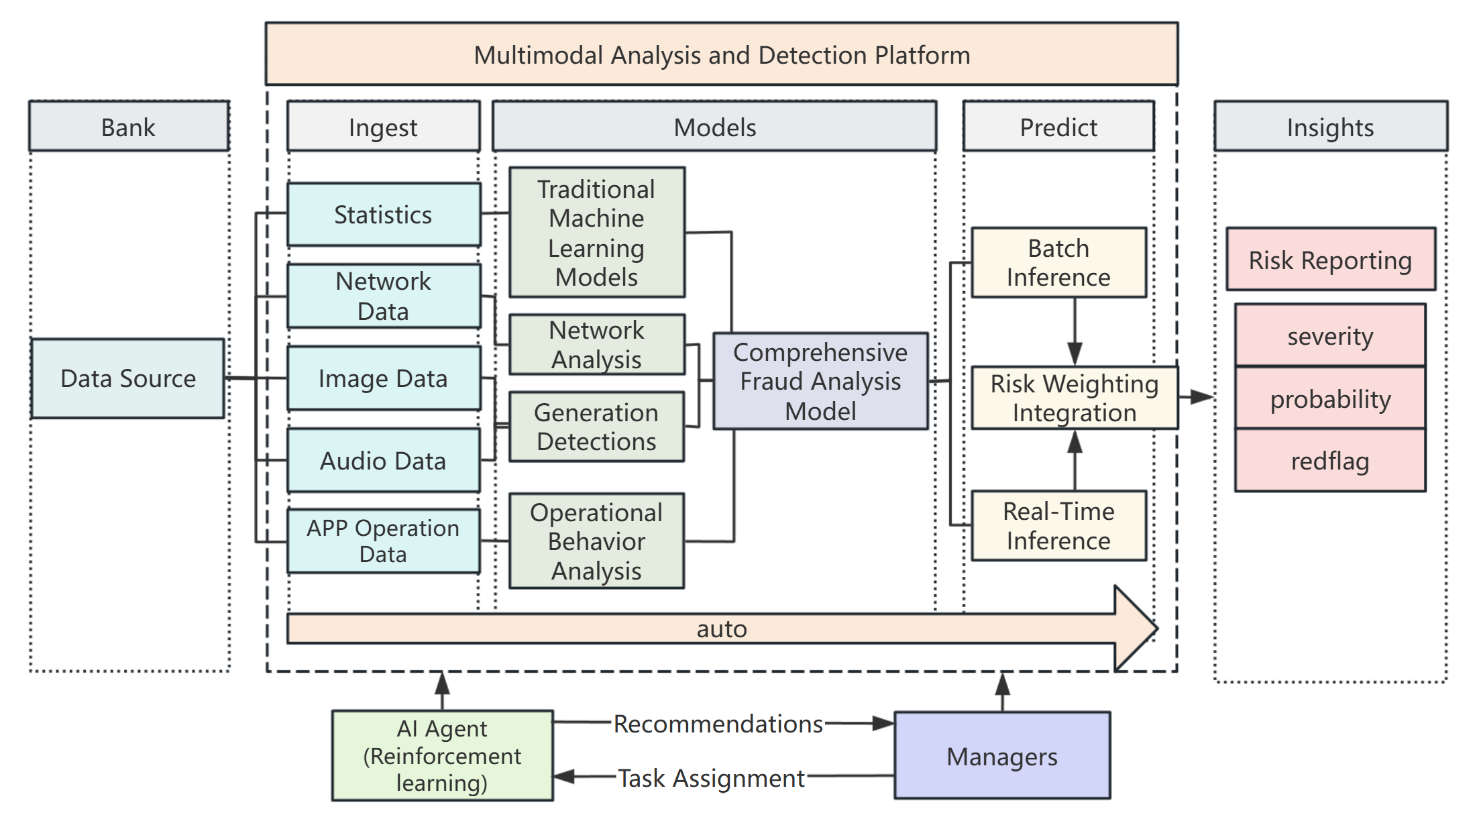 Multimodal Analysis and Detection Platform
Bank
Ingest
Models
Predict
Insights
Data Source
Statistics
Network
Data
Image Data
Audio Data
APP Operation
Data
Traditional
Machine
Learning
Models
Network
Analysis
Generation
Detections
Operational
Behavior
Analysis
Comprehensive
Fraud Analysis
Model
Batch
Inference
Risk Weighting
Integration
Real-Time
Inference
Risk Reporting
severity
probability
redflag
auto
AI Agent
(Reinforcement
learning)
Recommendations
Task Assignment
Managers